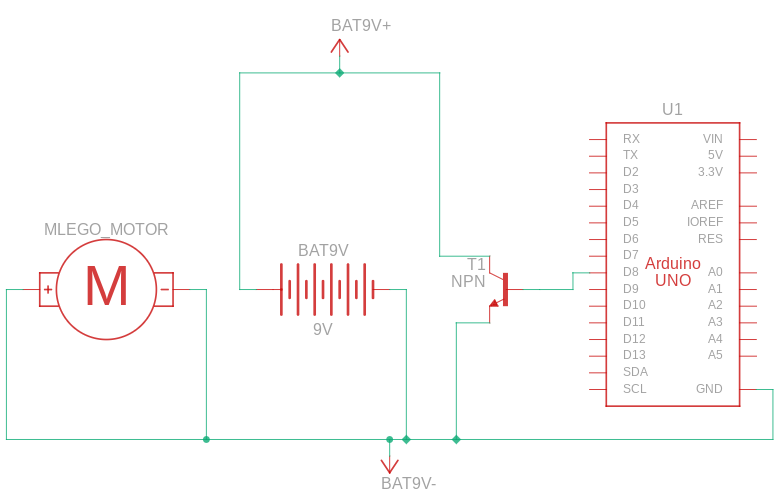 BAT9V+
U1
MLEGO_MOTOR
+
M
−
BAT9V
9V
T1
NPN
Arduino
UNO
RX
TX
D2
D3
D4
D5
D6
D7
D8
D9
D10
D11
D12
D13
SDA
SCL
VIN
5V
3.3V
AREF
IOREF
RES
A0
A1
A2
A3
A4
A5
GND
BAT9V-